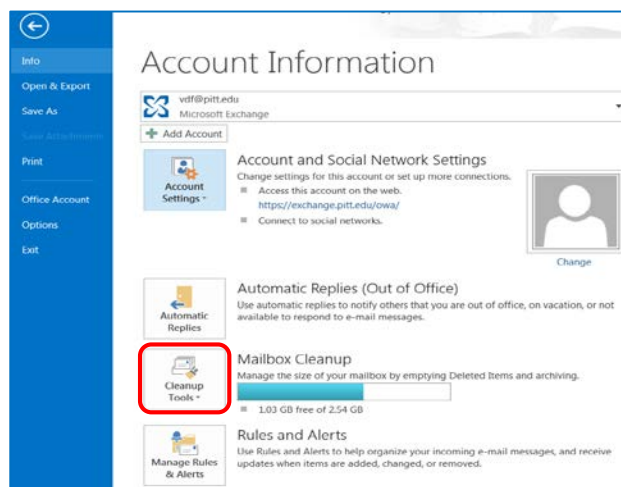 Info
Open & Export
Save As
Save Attachments
Print
Office Account
Options
Exit
Account Information
vdf@pitt.edu
Microsoft Exchange
Add Account
Account
Settings
Account and Social Network Settings
Change settings for this account or set up more connections.
Access this account on the web.
https://exchange.pitt.edu/owa/
Connect to social networks.
Change
Automatic
Replies
Automatic Replies (Out of Office)
Use automatic replies to notify others that you are out of office, on vacation, or not
available to respond to e-mail messages.
Cleanup
Tools
Mailbox Cleanup
Manage the size of your mailbox by emptying Deleted Items and archiving.
1.03 GB free of 2.54 GB
Manage Rules
& Alerts
Rules and Alerts
Use Rules and Alerts to help organize your incoming e-mail messages, and receive
updates when items are added, changed, or removed.